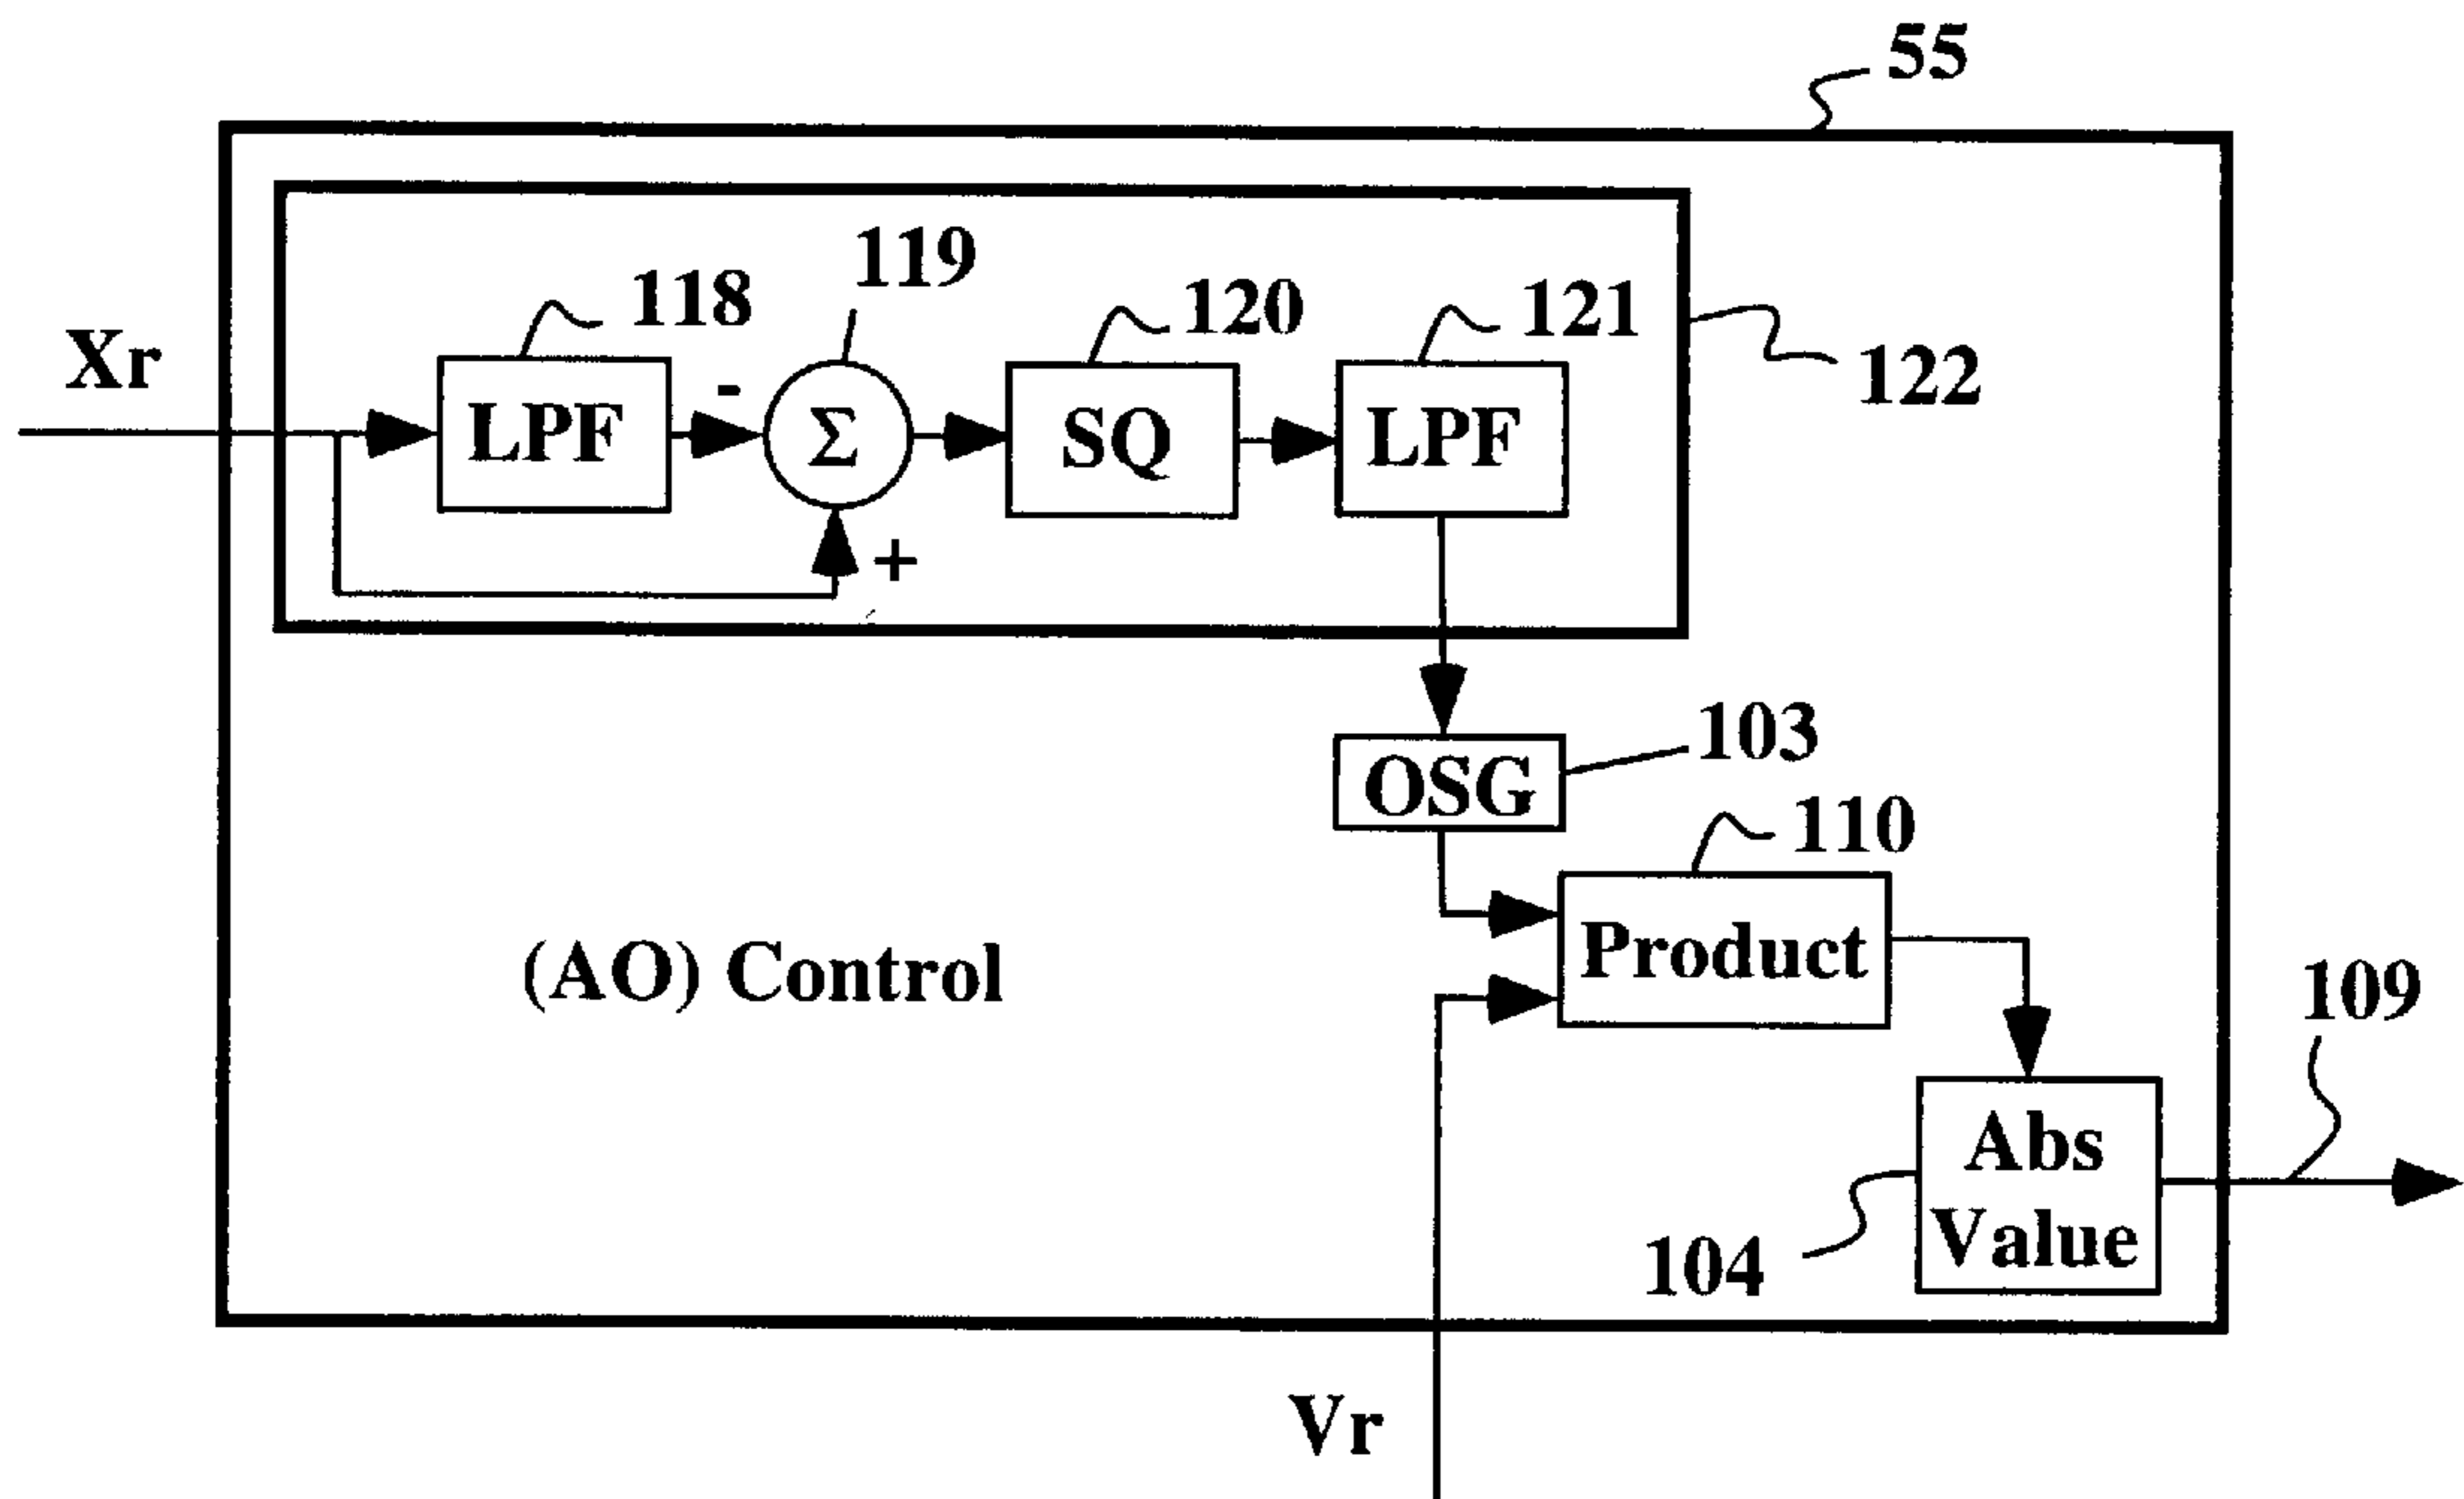 55
119
118
120
121
Xr
122
-
LPF
Σ
SQ
LPF
+
103
OSG
110
Product
(AO) Control
109
Abs
Value
104
Vr